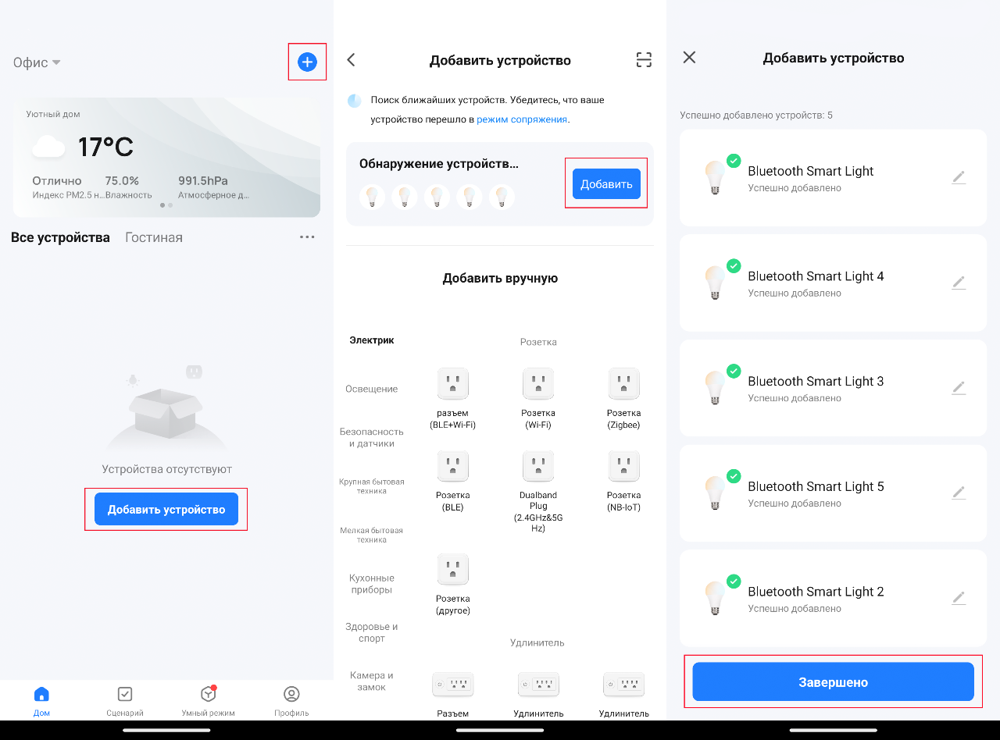 Офис
Уютный дом
17°C
Отлично 75.0% 991.5hPa
Индекс PM2.5 н... Влажность Атмосферное д...
Все устройства Гостиная
Устройства отсутствуют
Добавить устройство
Дом Сценарий Умный режим Профиль
Добавить устройство
Поиск ближайших устройств. Убедитесь, что ваше
устройство перешло в режим сопряжения.
Обнаружение устройств...
Добавить
Добавить вручную
Электрик
Освещение
Безопасность
и датчики
Крупная бытовая
техника
Мелкая бытовая
техника
Кухонные
приборы
Здоровье и
спорт
Камера и
замок
Розетка
разъем
(BLE+Wi-Fi)
Розетка
(Wi-Fi)
Розетка
(Zigbee)
Розетка
(BLE)
Dualband
Plug
(2.4GHz&5G
Hz)
Розетка
(NB-IoT)
Розетка
(другое)
Удлинитель
Разъем
Удлинитель
Удлинитель
Добавить устройство
Успешно добавлено устройств: 5
Bluetooth Smart Light
Успешно добавлено
Bluetooth Smart Light 4
Успешно добавлено
Bluetooth Smart Light 3
Успешно добавлено
Bluetooth Smart Light 5
Успешно добавлено
Bluetooth Smart Light 2
Успешно добавлено
Завершено